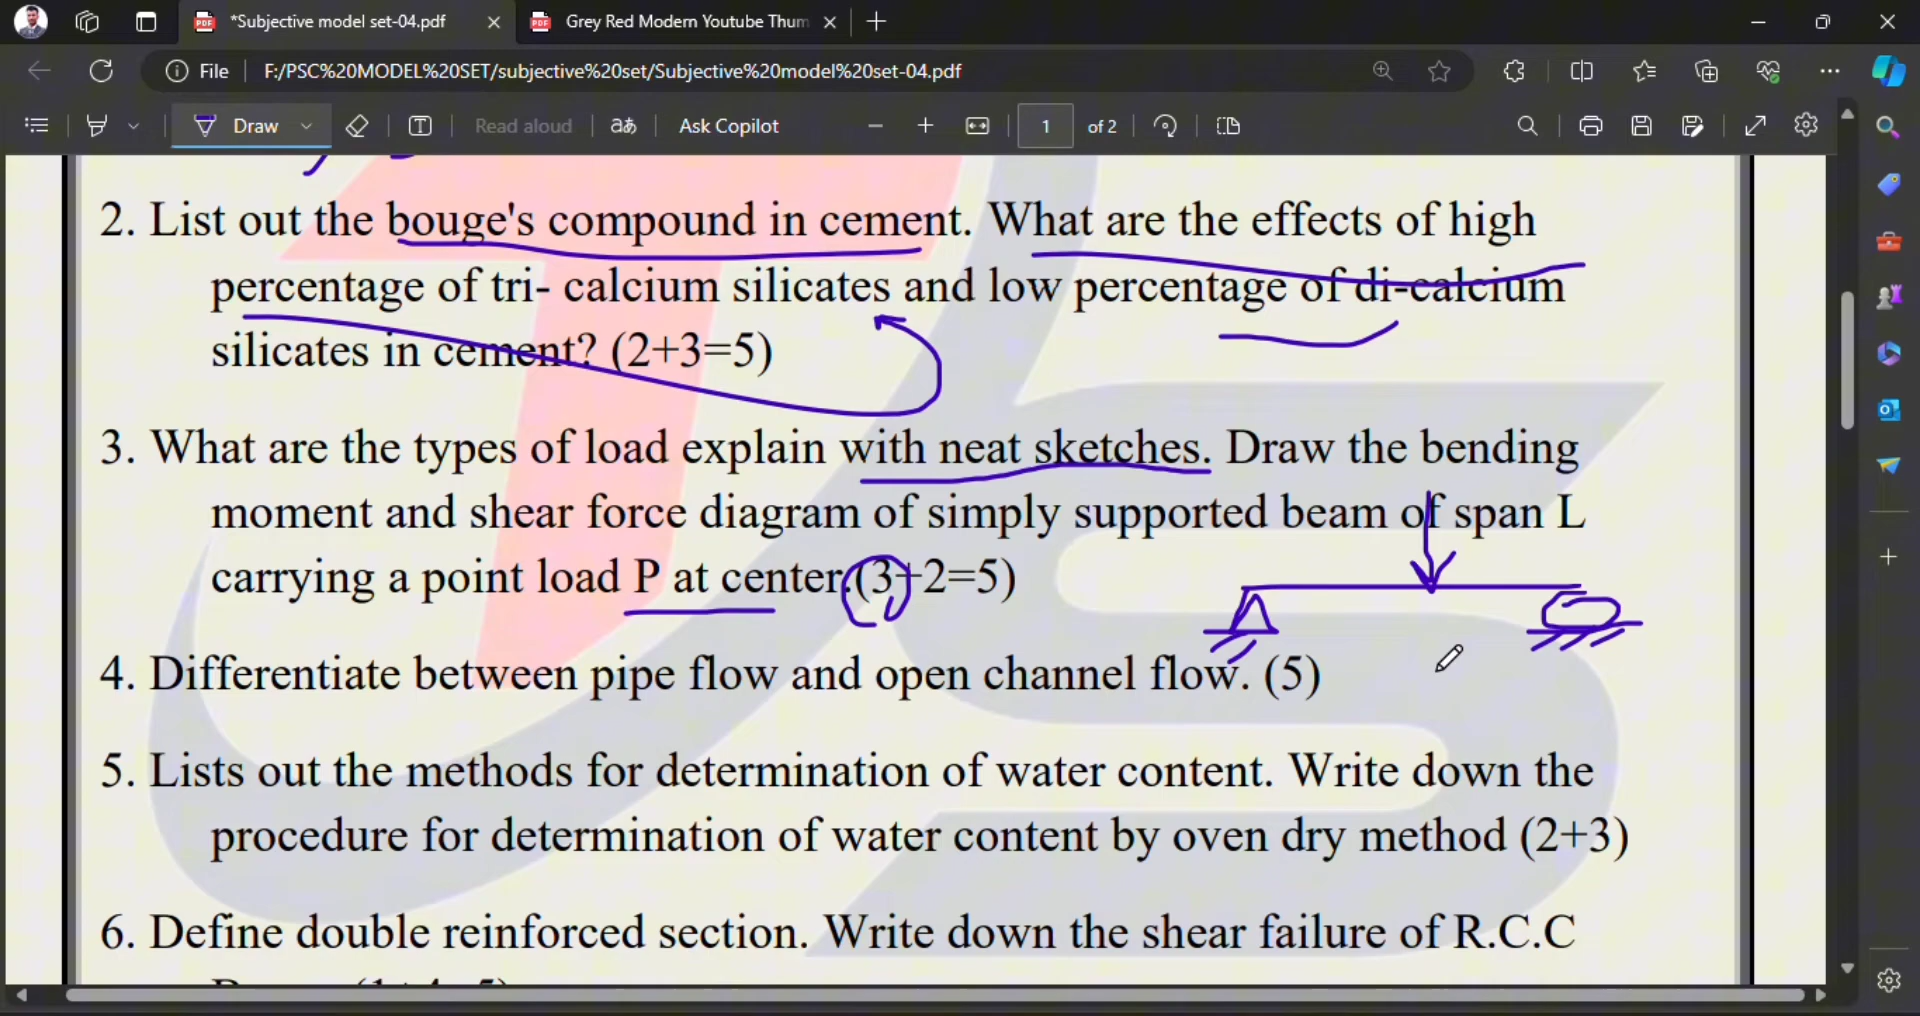 *Subjective model set-04.pdf
Grey Red Modern Youtube Thum
File
F:/PSC%20MODEL%20SET/subjective%20set/Subjective%20model%20set-04.pdf
Draw
Read aloud
aあ
Ask Copilot
1
of 2
2. List out the bouge's compound in cement. What are the effects of high
percentage of tri- calcium silicates and low percentage of di-calcium
silicates in cement? (2+3=5)
3. What are the types of load explain with neat sketches. Draw the bending
moment and shear force diagram of simply supported beam of span L
carrying a point load P at center.(3+2=5)
4. Differentiate between pipe flow and open channel flow. (5)
5. Lists out the methods for determination of water content. Write down the
procedure for determination of water content by oven dry method (2+3)
6. Define double reinforced section. Write down the shear failure of R.C.C